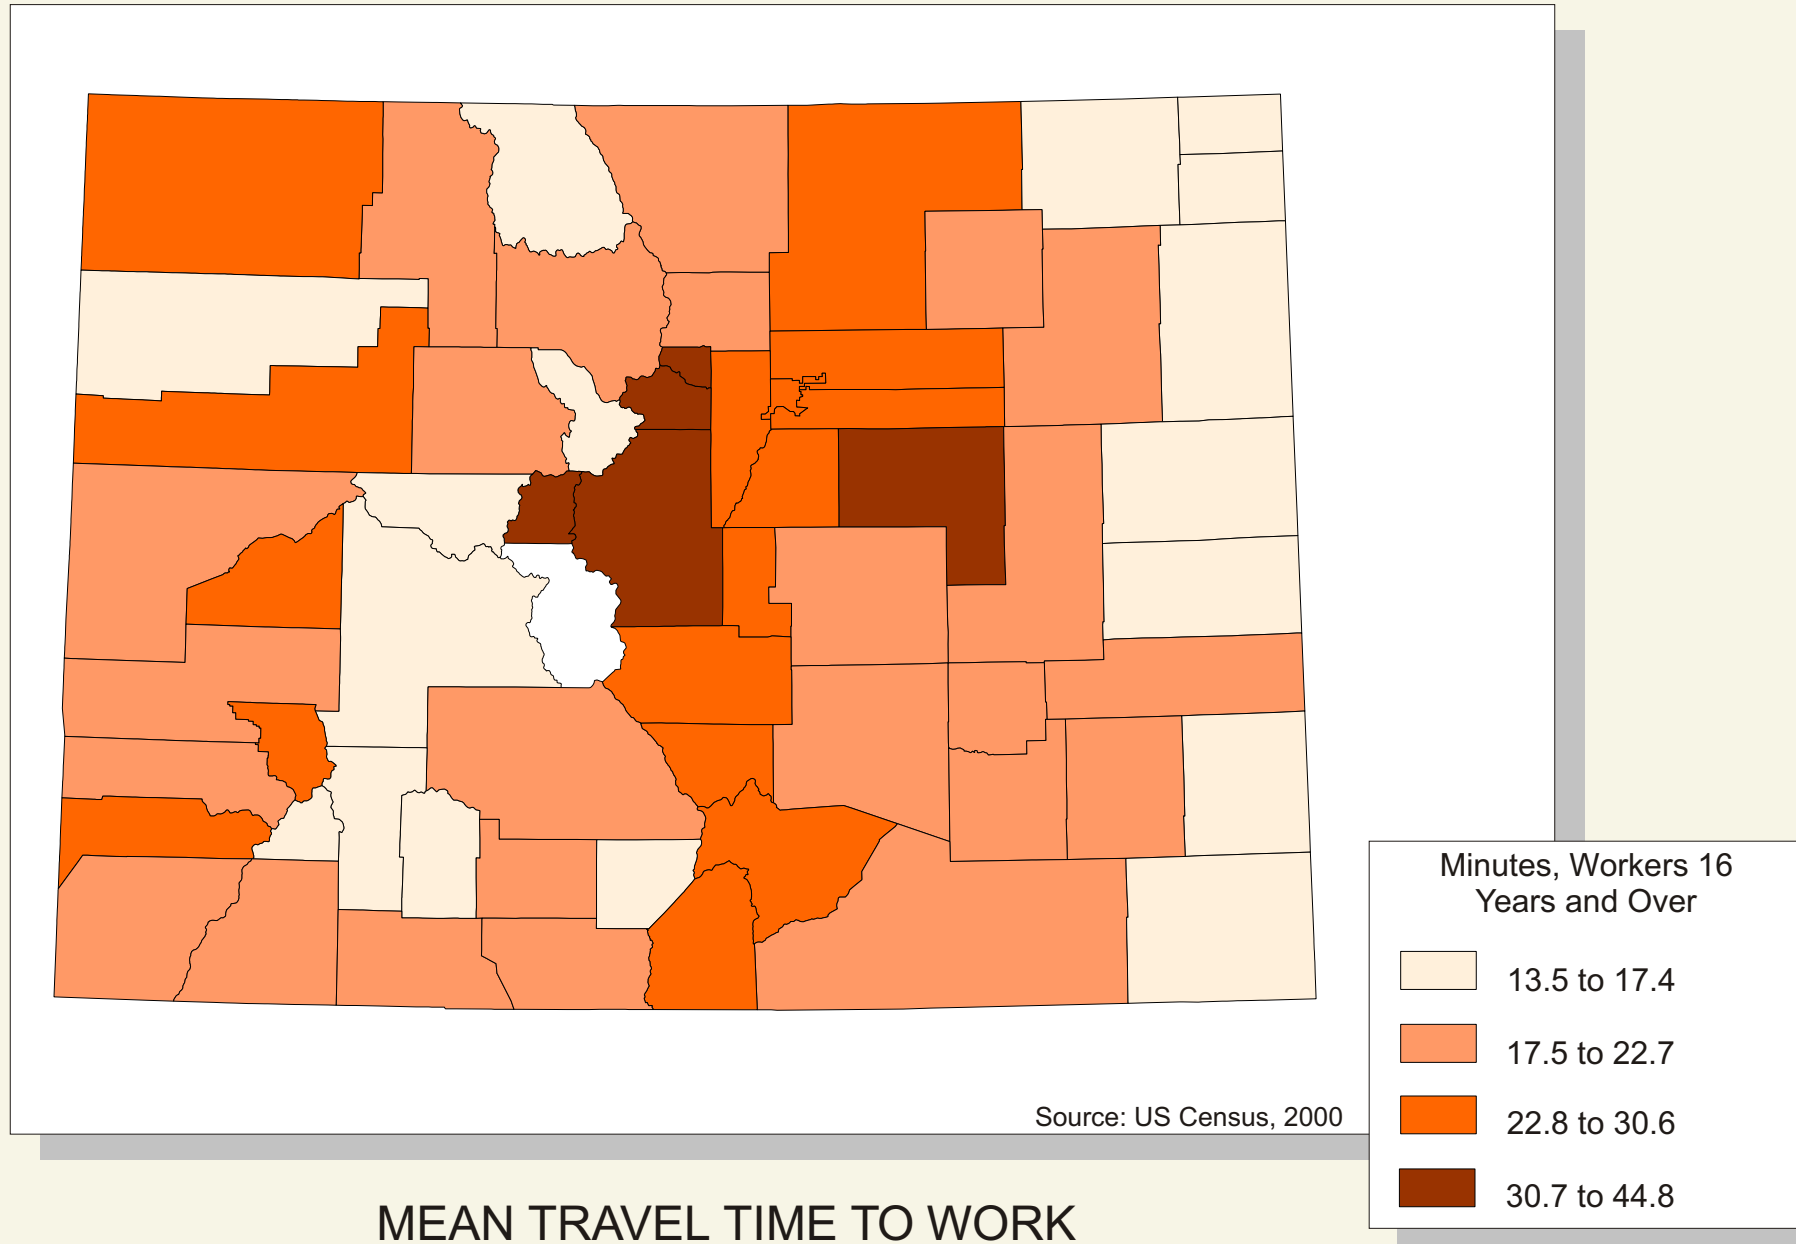 Minutes, Workers 16
Years and Over
13.5 to 17.4
17.5 to 22.7
22.8 to 30.6
30.7 to 44.8
Source: US Census, 2000
MEAN TRAVEL TIME TO WORK